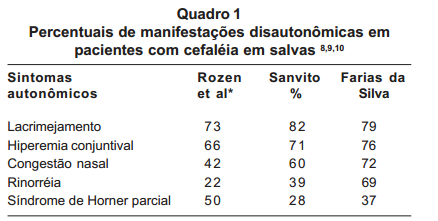 Quadro 1
Percentuais de manifestações disautonômicas em
pacientes com cefaléia em salvas 8,9,10
Sintomas Rozen Sanvito Farias da
autonômicos et al* % Silva
Lacrimejamento 73 82 79
Hiperemia conjuntival 66 71 76
Congestão nasal 42 60 72
Rinorréia 22 39 69
Síndrome de Horner parcial 50 28 37